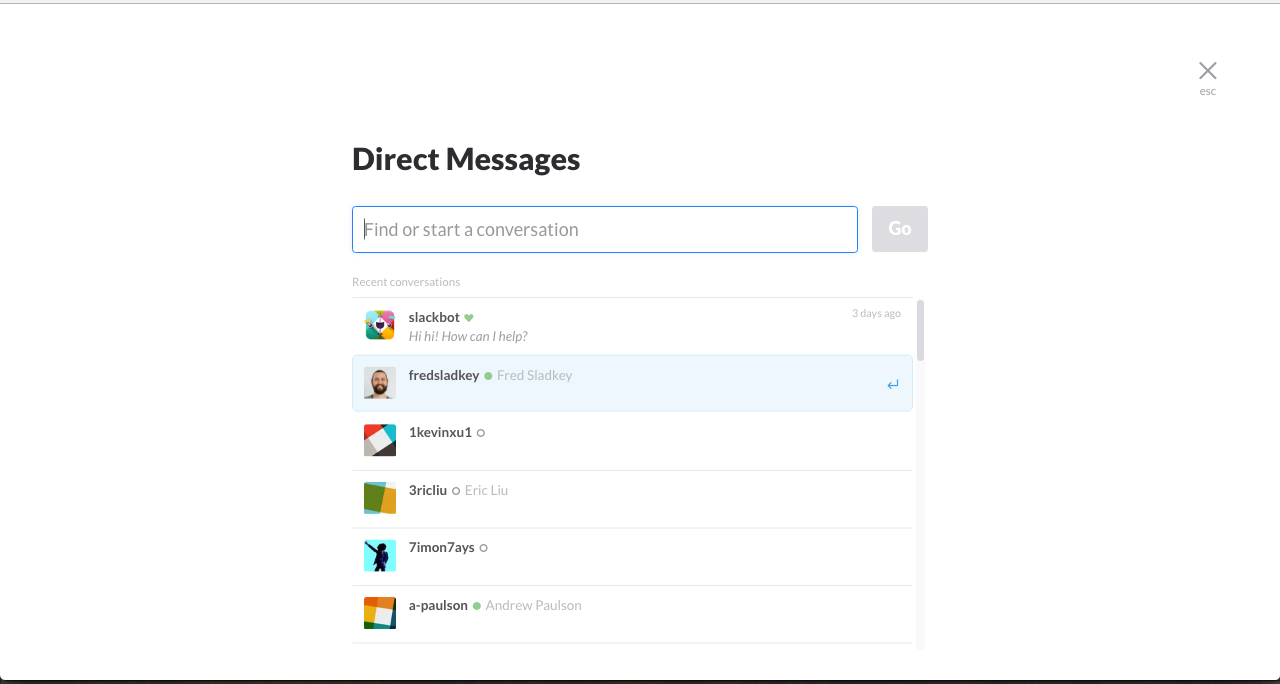 esc
Direct Messages
Find or start a conversation
Go
Recent conversations
slackbot
3 days ago
Hi hi! How can I help?
fredsladkey Fred Sladkey
1kevinxu1
3ricliu Eric Liu
7imon7ays
a-paulson Andrew Paulson